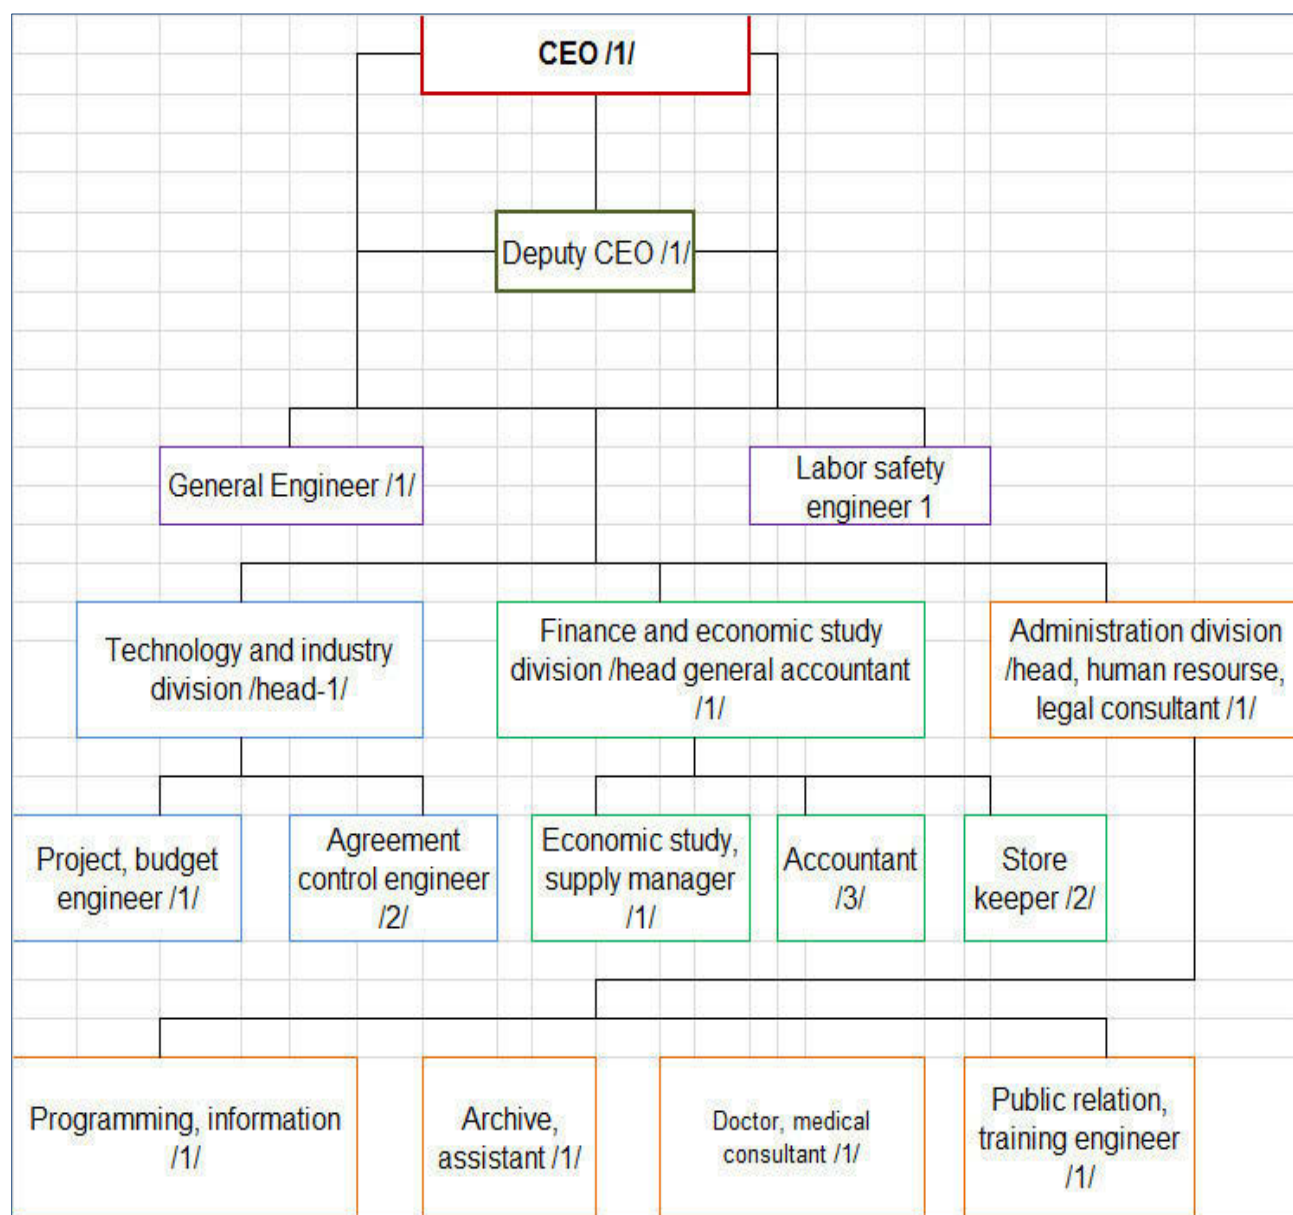 CEO /1/
Deputy CEO /1/
General Engineer /1/
Labor safety
engineer 1
Technology and industry
division /head-1/
Finance and economic study
division /head general accountant
/1/
Administration division
/head, human resourse,
legal consultant /1/
Project, budget
engineer /1/
Agreement
control engineer
/2/
Economic study,
supply manager
/1/
Accountant
/3/
Store
keeper /2/
Programming, information
/1/
Archive,
assistant /1/
Doctor, medical
consultant /1/
Public relation,
training engineer
/1/